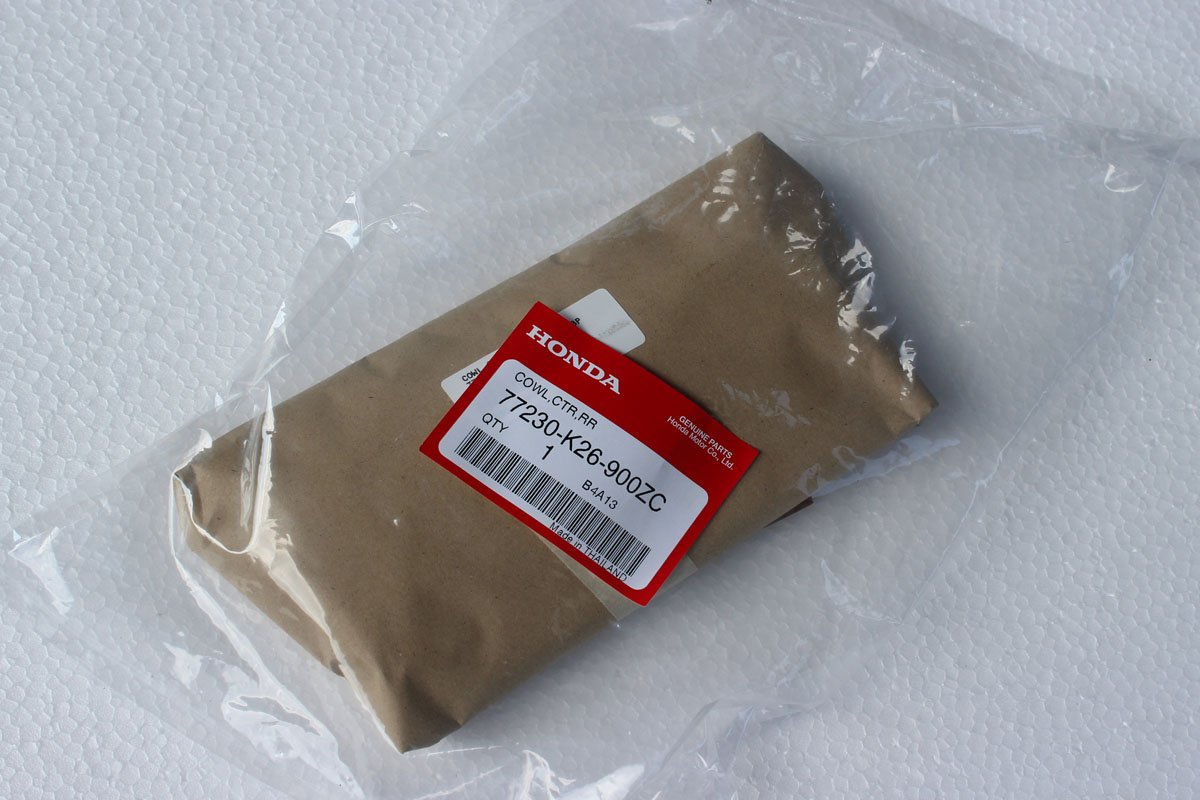 HONDA
GENUINE PARTS
Honda Motor Co., Ltd.
COWL,CTR,RR
77230-K26-900ZC
QTY 1
B4A13
Made in THAILAND
COWL